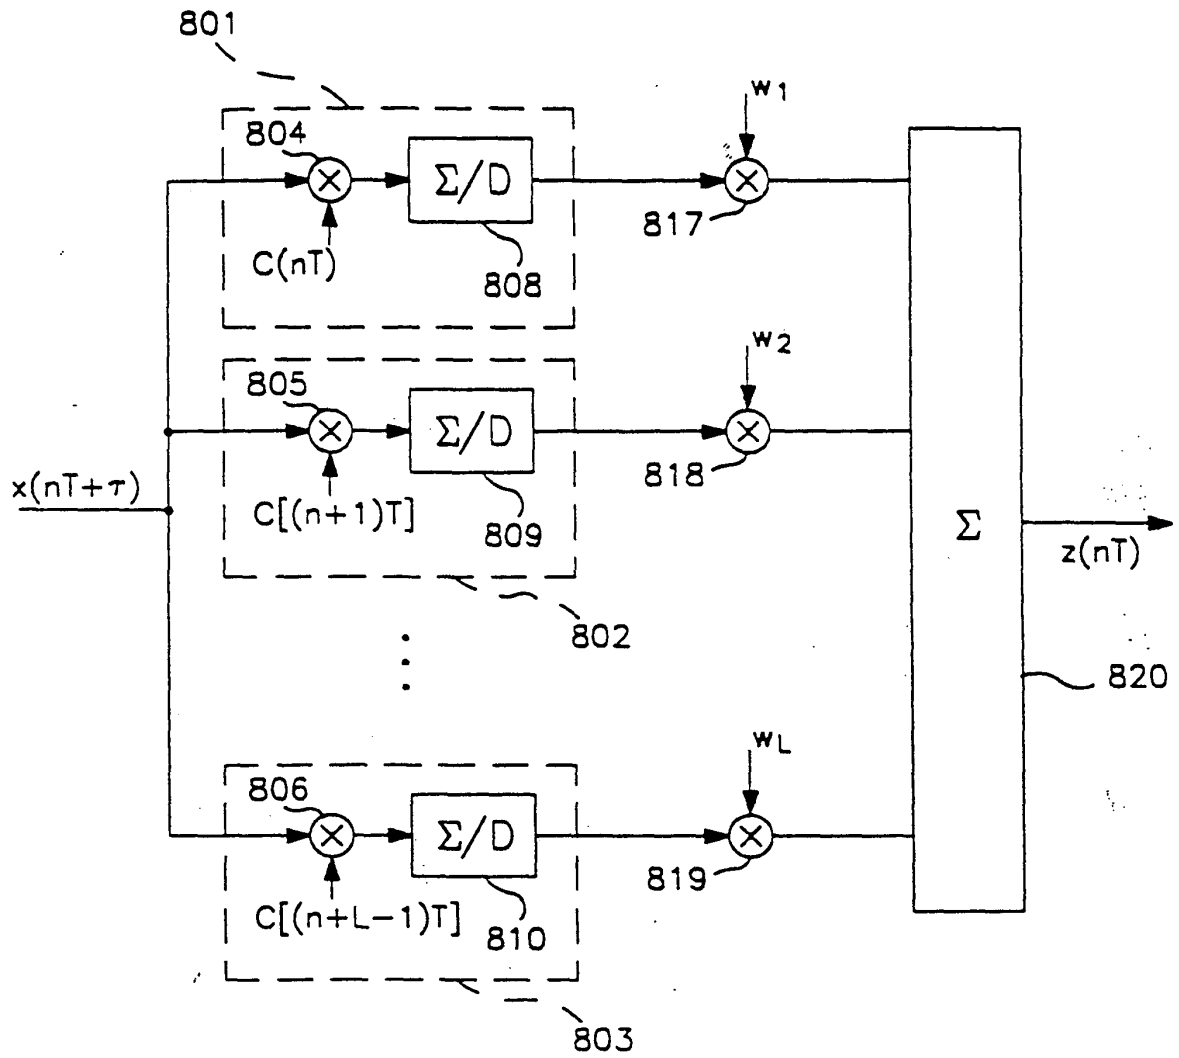 801
804
Σ/D
C(nT)
808
w1
817
805
Σ/D
C[(n+1)T]
809
802
w2
818
x(nT+τ)
Σ
z(nT)
820
806
Σ/D
C[(n+L-1)T]
810
803
wL
819